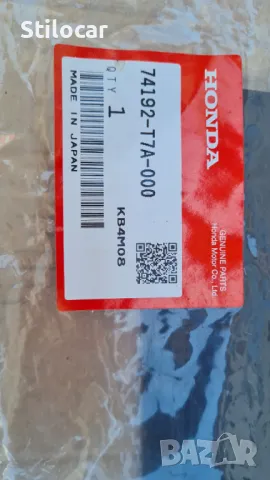 Stilocar
HONDA
GENUINE PARTS
Honda Motor Co., Ltd.
74192-T7A-000
KB4M08
QTY
1
MADE IN JAPAN
BAZAR